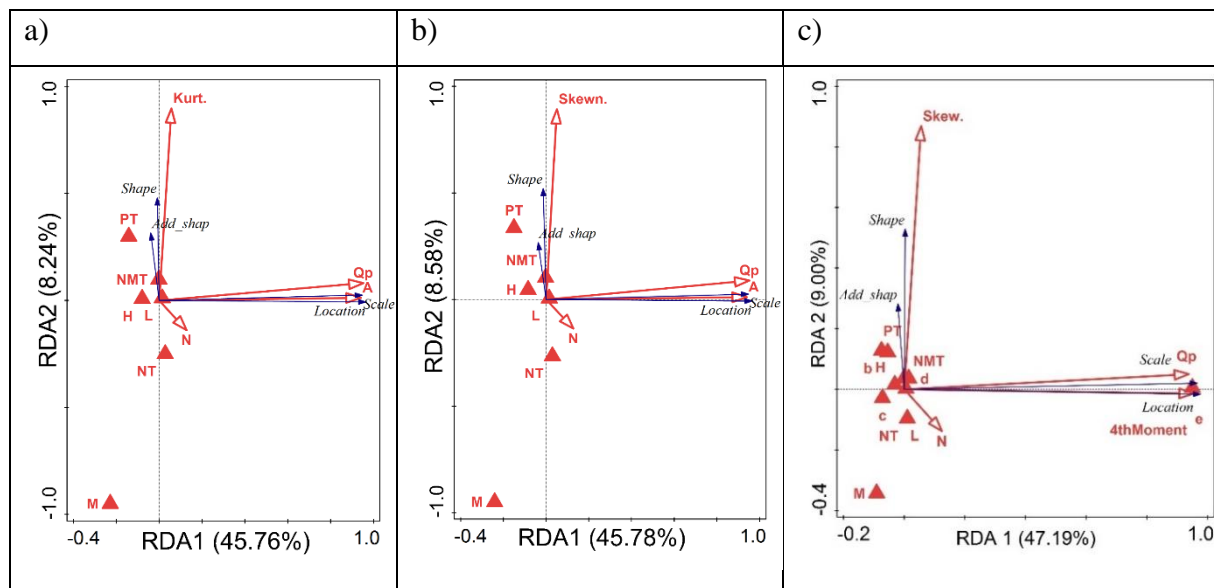 a)
b)
c)
1.0
Kurt.
Shape
PT
Add_shap
NMT
Qp
A
H
L
Location
Scale
N
NT
M
-1.0
RDA2 (8.24%)
-0.4
RDA1 (45.76%)
1.0
1.0
Skewn.
Shape
PT
Add shap
NMT
Qp
A
H
L
Location
Scale
N
NT
M
-1.0
RDA2 (8.58%)
-0.4
RDA1 (45.78%)
1.0
1.0
Skew.
Shape
Add_shap
PT
b
H
NMT
d
Scale
Qp
Location
e
c
4thMoment
NT
L
N
M
-0.4
RDA 2 (9.00%)
-0.2
RDA 1 (47.19%)
1.0